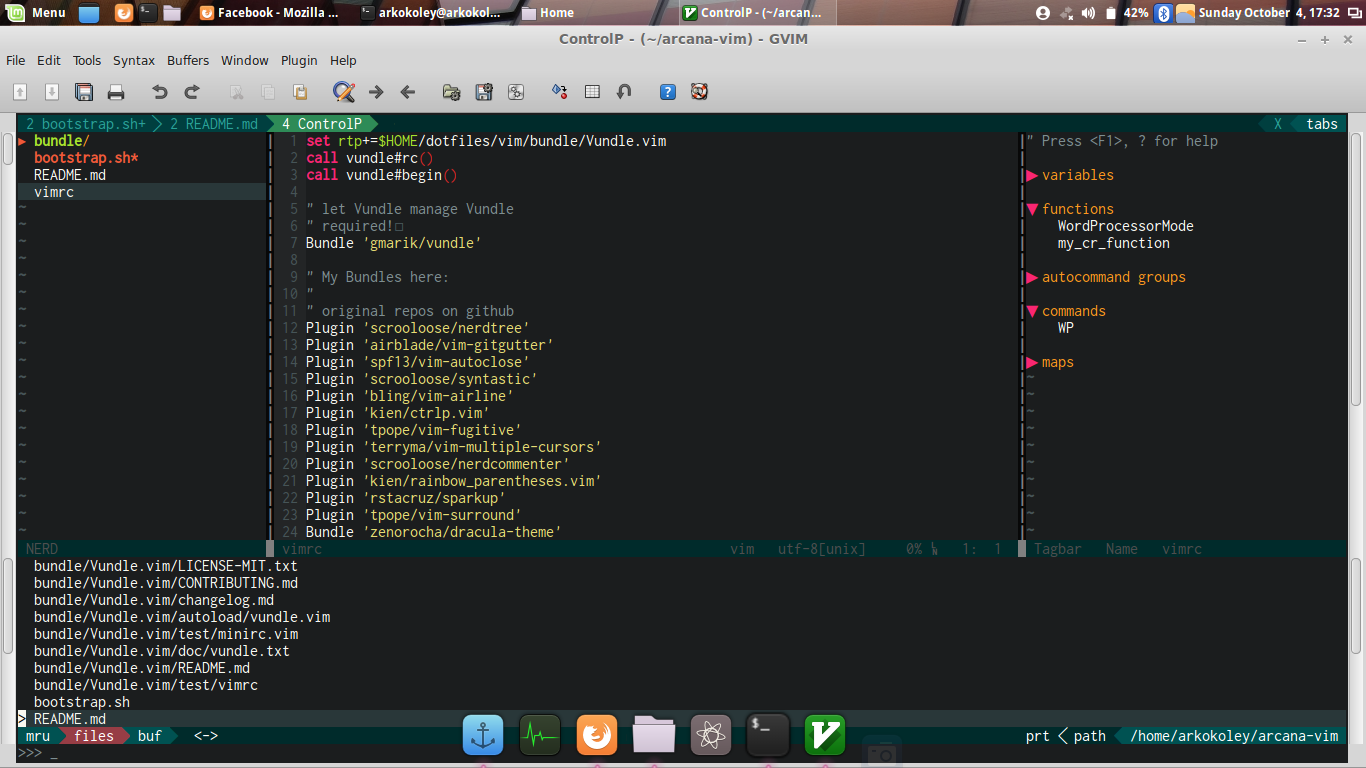 Menu Facebook - Mozilla ... arkokoley@arkokol... Home ControlP - (~/arcan... 42% Sunday October 4, 17:32
ControlP - (~/arcana-vim) - GVIM
File Edit Tools Syntax Buffers Window Plugin Help
2 bootstrap.sh+ 2 README.md 4 ControlP X tabs
▸ bundle/
bootstrap.sh*
README.md
vimrc
1 set rtp+=$HOME/dotfiles/vim/bundle/Vundle.vim
2 call vundle#rc()
3 call vundle#begin()
4
5 " let Vundle manage Vundle
6 " required!
7 Bundle 'gmarik/vundle'
8
9 " My Bundles here:
10 "
11 " original repos on github
12 Plugin 'scrooloose/nerdtree'
13 Plugin 'airblade/vim-gitgutter'
14 Plugin 'spf13/vim-autoclose'
15 Plugin 'scrooloose/syntastic'
16 Plugin 'bling/vim-airline'
17 Plugin 'kien/ctrlp.vim'
18 Plugin 'tpope/vim-fugitive'
19 Plugin 'terryma/vim-multiple-cursors'
20 Plugin 'scrooloose/nerdcommenter'
21 Plugin 'kien/rainbow_parentheses.vim'
22 Plugin 'rstacruz/sparkup'
23 Plugin 'tpope/vim-surround'
24 Bundle 'zenorocha/dracula-theme'
" Press <F1>, ? for help
▶ variables
▼ functions
WordProcessorMode
my_cr_function
▶ autocommand groups
▼ commands
WP
▶ maps
NERD vimrc vim utf-8[unix] 0% 1: 1 Tagbar Name vimrc
bundle/Vundle.vim/LICENSE-MIT.txt
bundle/Vundle.vim/CONTRIBUTING.md
bundle/Vundle.vim/changelog.md
bundle/Vundle.vim/autoload/vundle.vim
bundle/Vundle.vim/test/minirc.vim
bundle/Vundle.vim/doc/vundle.txt
bundle/Vundle.vim/README.md
bundle/Vundle.vim/test/vimrc
bootstrap.sh
> README.md
mru files buf <-> prt path /home/arkokoley/arcana-vim
>>> _